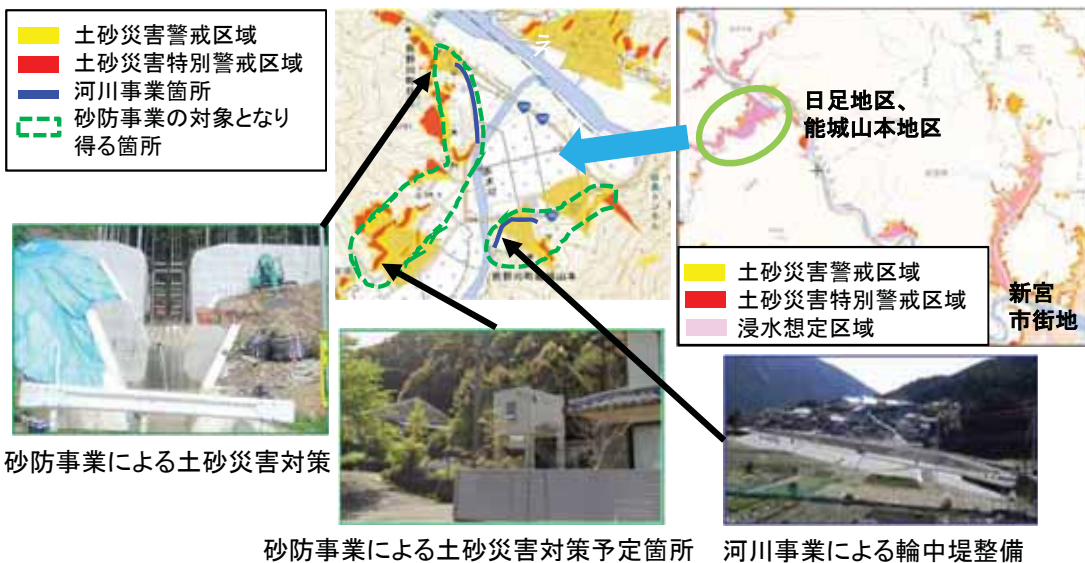 土砂災害警戒区域
土砂災害特別警戒区域
河川事業箇所
砂防事業の対象となり
得る箇所
え
日足地区、
能城山本地区
土砂災害警戒区域
土砂災害特別警戒区域
浸水想定区域
新宮
市街地
砂防事業による土砂災害対策
砂防事業による土砂災害対策予定箇所
河川事業による輪中堤整備